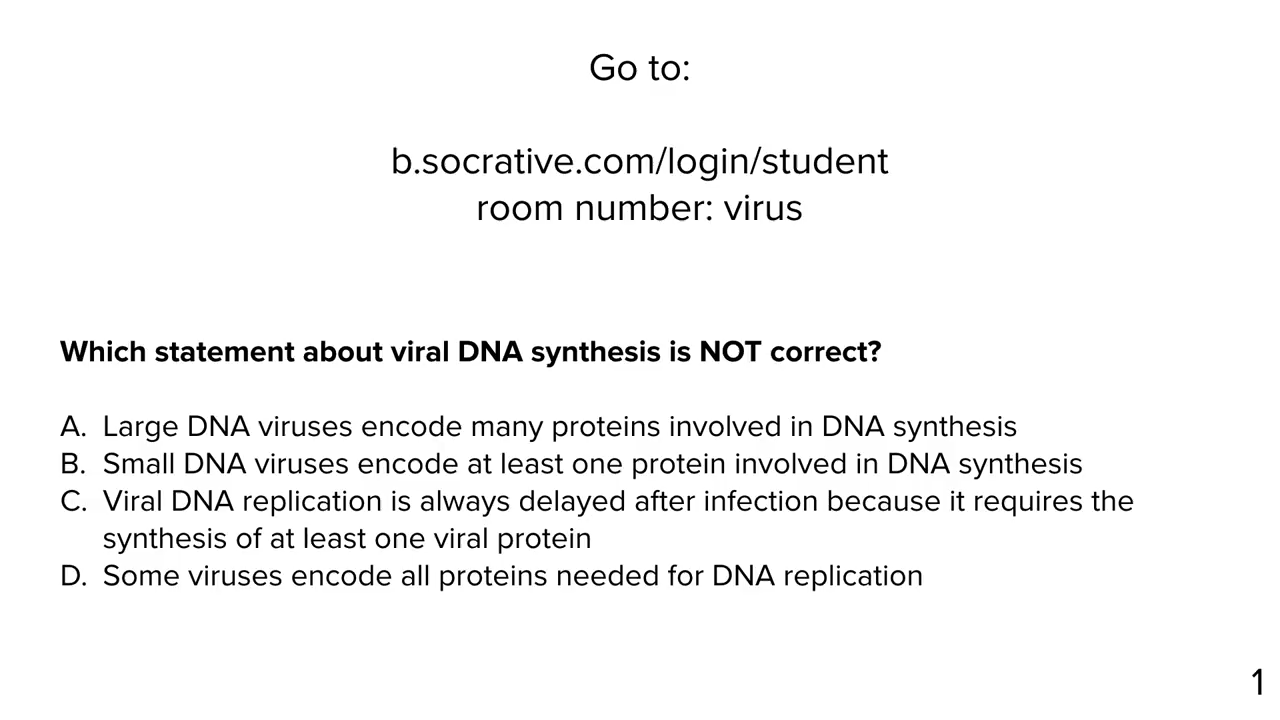 Go to:
b.socrative.com/login/student
room number: virus
Which statement about viral DNA synthesis is NOT correct?
A. Large DNA viruses encode many proteins involved in DNA synthesis
B. Small DNA viruses encode at least one protein involved in DNA synthesis
C. Viral DNA replication is always delayed after infection because it requires the
synthesis of at least one viral protein
D. Some viruses encode all proteins needed for DNA replication
1